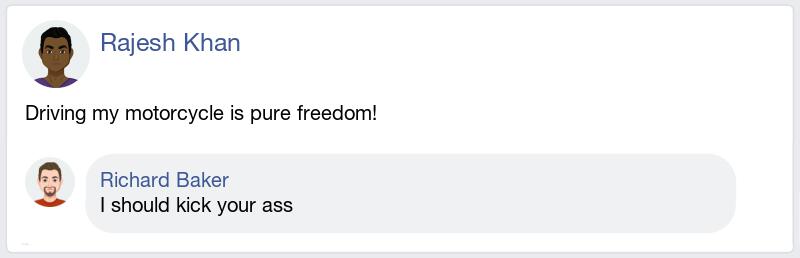 Rajesh Khan
Driving my motorcycle is pure freedom!
Richard Baker
I should kick your ass